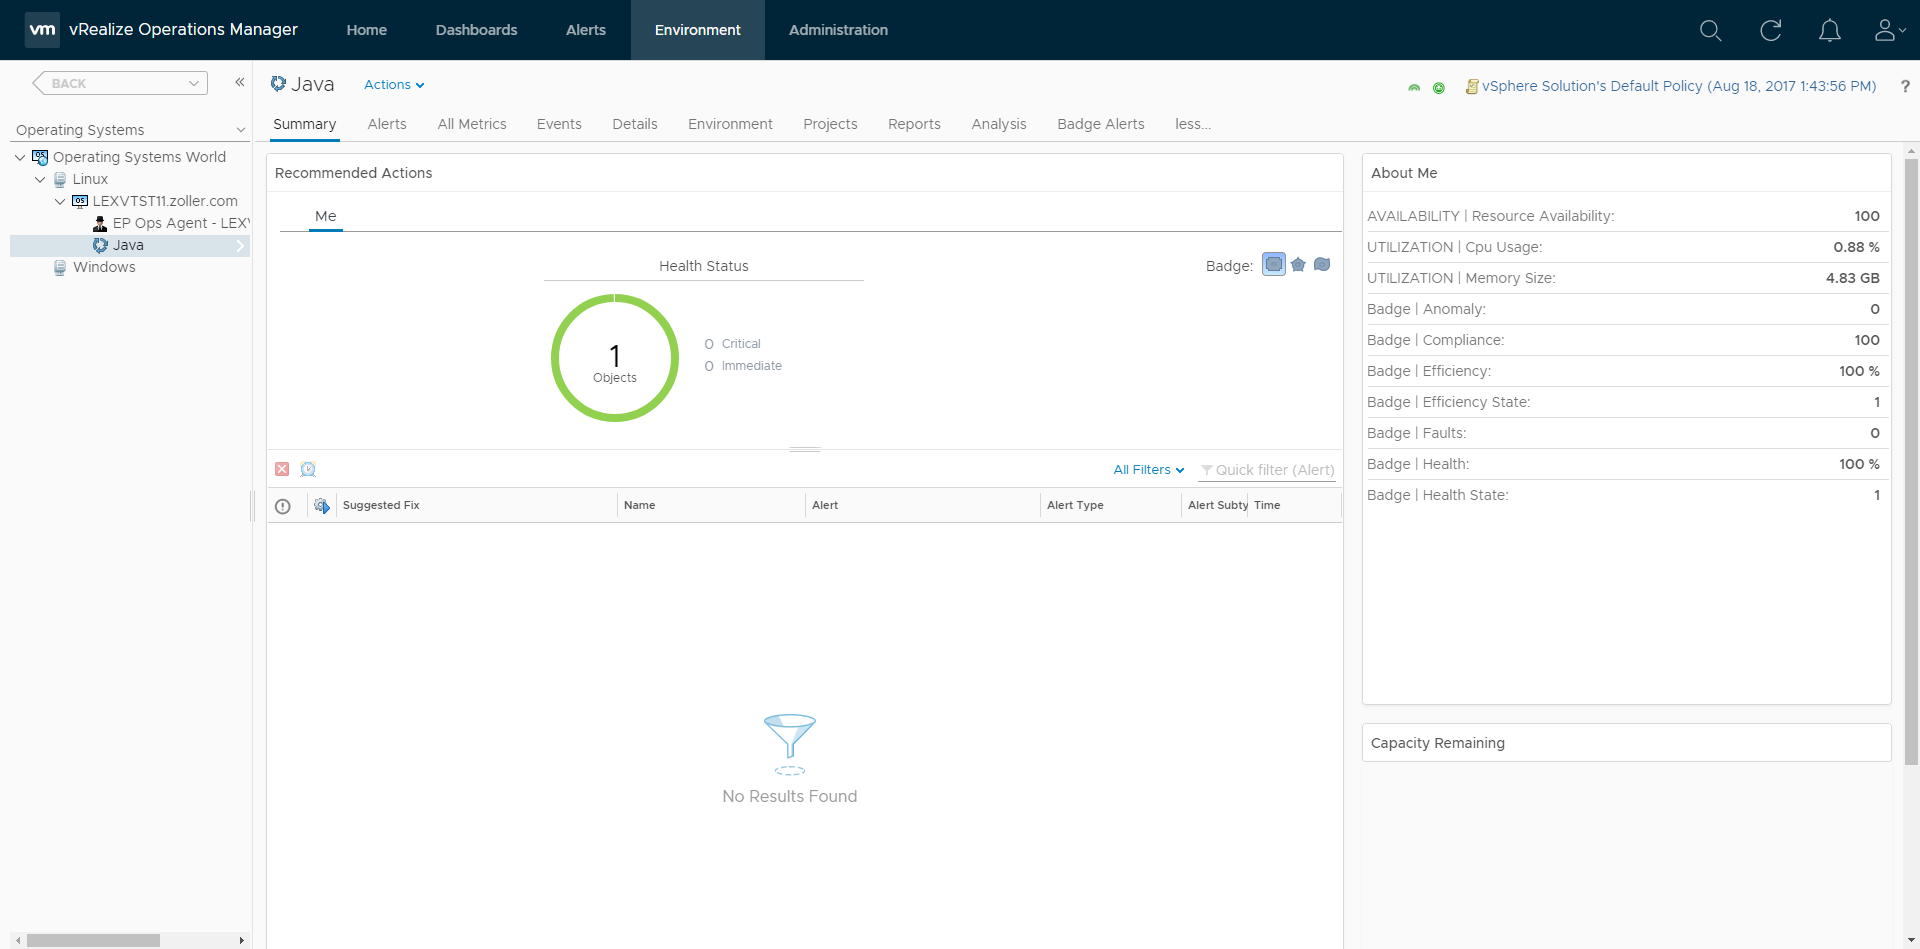 vm vRealize Operations Manager Home Dashboards Alerts Environment Administration
BACK
Operating Systems
Operating Systems World
Linux
LEXVTST11.zoller.com
EP Ops Agent - LEXV
Java
Windows
Java Actions
vSphere Solution's Default Policy (Aug 18, 2017 1:43:56 PM) ?
Summary Alerts All Metrics Events Details Environment Projects Reports Analysis Badge Alerts less...
Recommended Actions
Me
Health Status
Badge:
1
Objects
0 Critical
0 Immediate
All Filters Quick filter (Alert)
Suggested Fix Name Alert Alert Type Alert Subty Time
No Results Found
About Me
AVAILABILITY | Resource Availability: 100
UTILIZATION | Cpu Usage: 0.88 %
UTILIZATION | Memory Size: 4.83 GB
Badge | Anomaly: 0
Badge | Compliance: 100
Badge | Efficiency: 100 %
Badge | Efficiency State: 1
Badge | Faults: 0
Badge | Health: 100 %
Badge | Health State: 1
Capacity Remaining